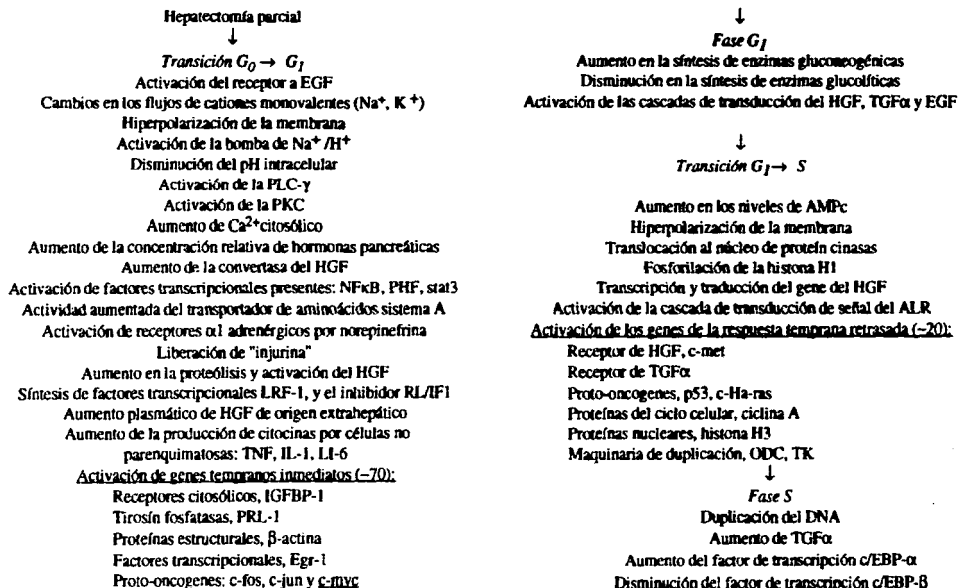 Hepatectomía parcial
↓
Transición G0 → G1
Activación del receptor a EGF
Cambios en los flujos de cationes monovalentes (Na+, K +)
Hiperpolarización de la membrana
Activación de la bomba de Na+ /H+
Disminución del pH intracelular
Activación de la PLC-γ
Activación de la PKC
Aumento de Ca2+citosólico
Aumento de la concentración relativa de hormonas pancreáticas
Aumento de la convertasa del HGF
Activación de factores transcripcionales presentes: NFκB, PHF, stat3
Actividad aumentada del transportador de aminoácidos sistema A
Activación de receptores α1 adrenérgicos por norepinefrina
Liberación de "injurina"
Aumento en la proteólisis y activación del HGF
Síntesis de factores transcripcionales LRF-1, y el inhibidor RL/IF1
Aumento plasmático de HGF de origen extrahepático
Aumento de la producción de citocinas por células no
parenquimatosas: TNF, IL-1, LI-6
Activación de genes tempranos inmediatos (~70):
Receptores citosólicos, IGFBP-1
Tirosín fosfatasas, PRL-1
Proteínas estructurales, β-actina
Factores transcripcionales, Egr-1
Proto-oncogenes: c-fos, c-jun y c-myc
↓
Fase G1
Aumento en la síntesis de enzimas gluconeogénicas
Disminución en la síntesis de enzimas glucolíticas
Activación de las cascadas de transducción del HGF, TGFα y EGF
↓
Transición G1→ S
Aumento en los niveles de AMPc
Hiperpolarización de la membrana
Translocación al núcleo de proteín cinasas
Fosforilación de la histona H1
Transcripción y traducción del gene del HGF
Activación de la cascada de transducción de señal del ALR
Activación de los genes de la respuesta temprana retrasada (~20):
Receptor de HGF, c-met
Receptor de TGFα
Proto-oncogenes, p53, c-Ha-ras
Proteínas del ciclo celular, ciclina A
Proteínas nucleares, histona H3
Maquinaria de duplicación, ODC, TK
↓
Fase S
Duplicación del DNA
Aumento de TGFα
Aumento del factor de transcripción c/EBP-α
Disminución del factor de transcripción c/EBP-β